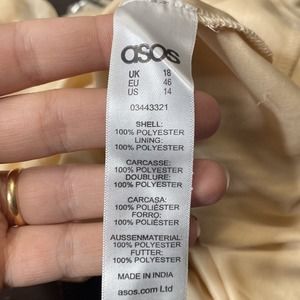 asos
UK 18
EU 46
US 14
03443321
SHELL:
100% POLYESTER
LINING:
100% POLYESTER
CARCASSE:
100% POLYESTER
DOUBLURE:
100% POLYESTER
CARCASA:
100% POLIÉSTER
FORRO:
100% POLIÉSTER
AUSSENMATERIAL:
100% POLYESTER
FUTTER:
100% POLYESTER
MADE IN INDIA
asos.com Ltd